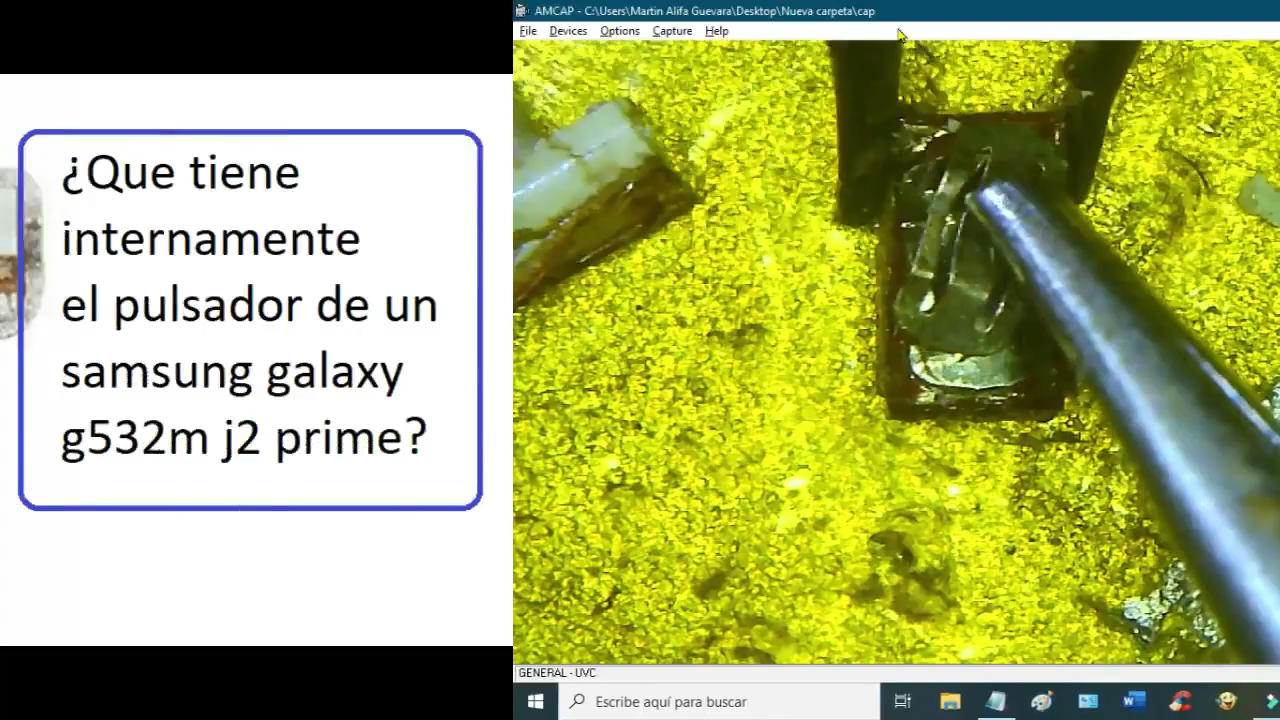 AMCAP - C:\Users\Martin Alifa Guevara\Desktop\Nueva carpeta\cap
File Devices Options Capture Help
¿Que tiene
internamente
el pulsador de un
samsung galaxy
g532m j2 prime?
GENERAL - UVC
Escribe aquí para buscar